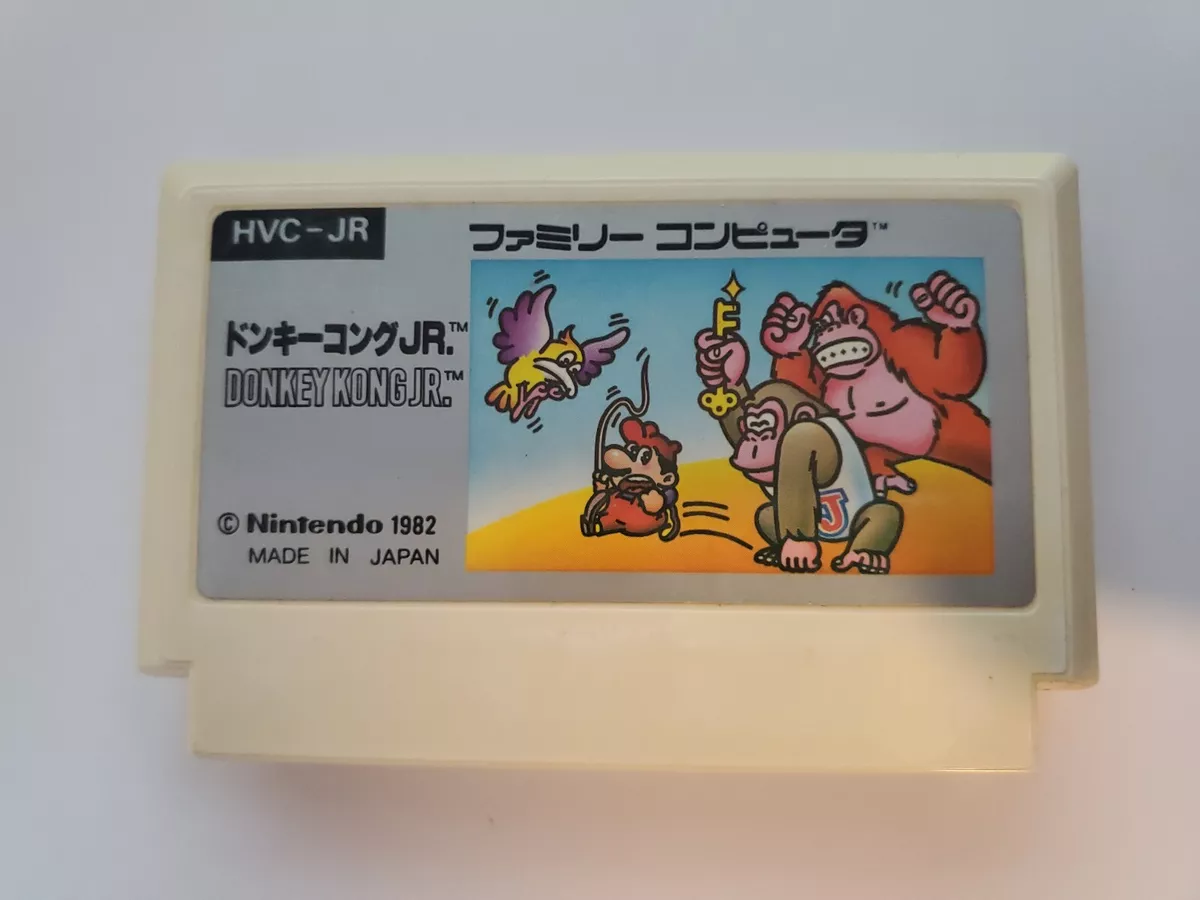 HVC-JR
ファミリー コンピュータ™
ドンキーコングJR.™
DONKEY KONG JR.™
© Nintendo 1982
MADE IN JAPAN
J